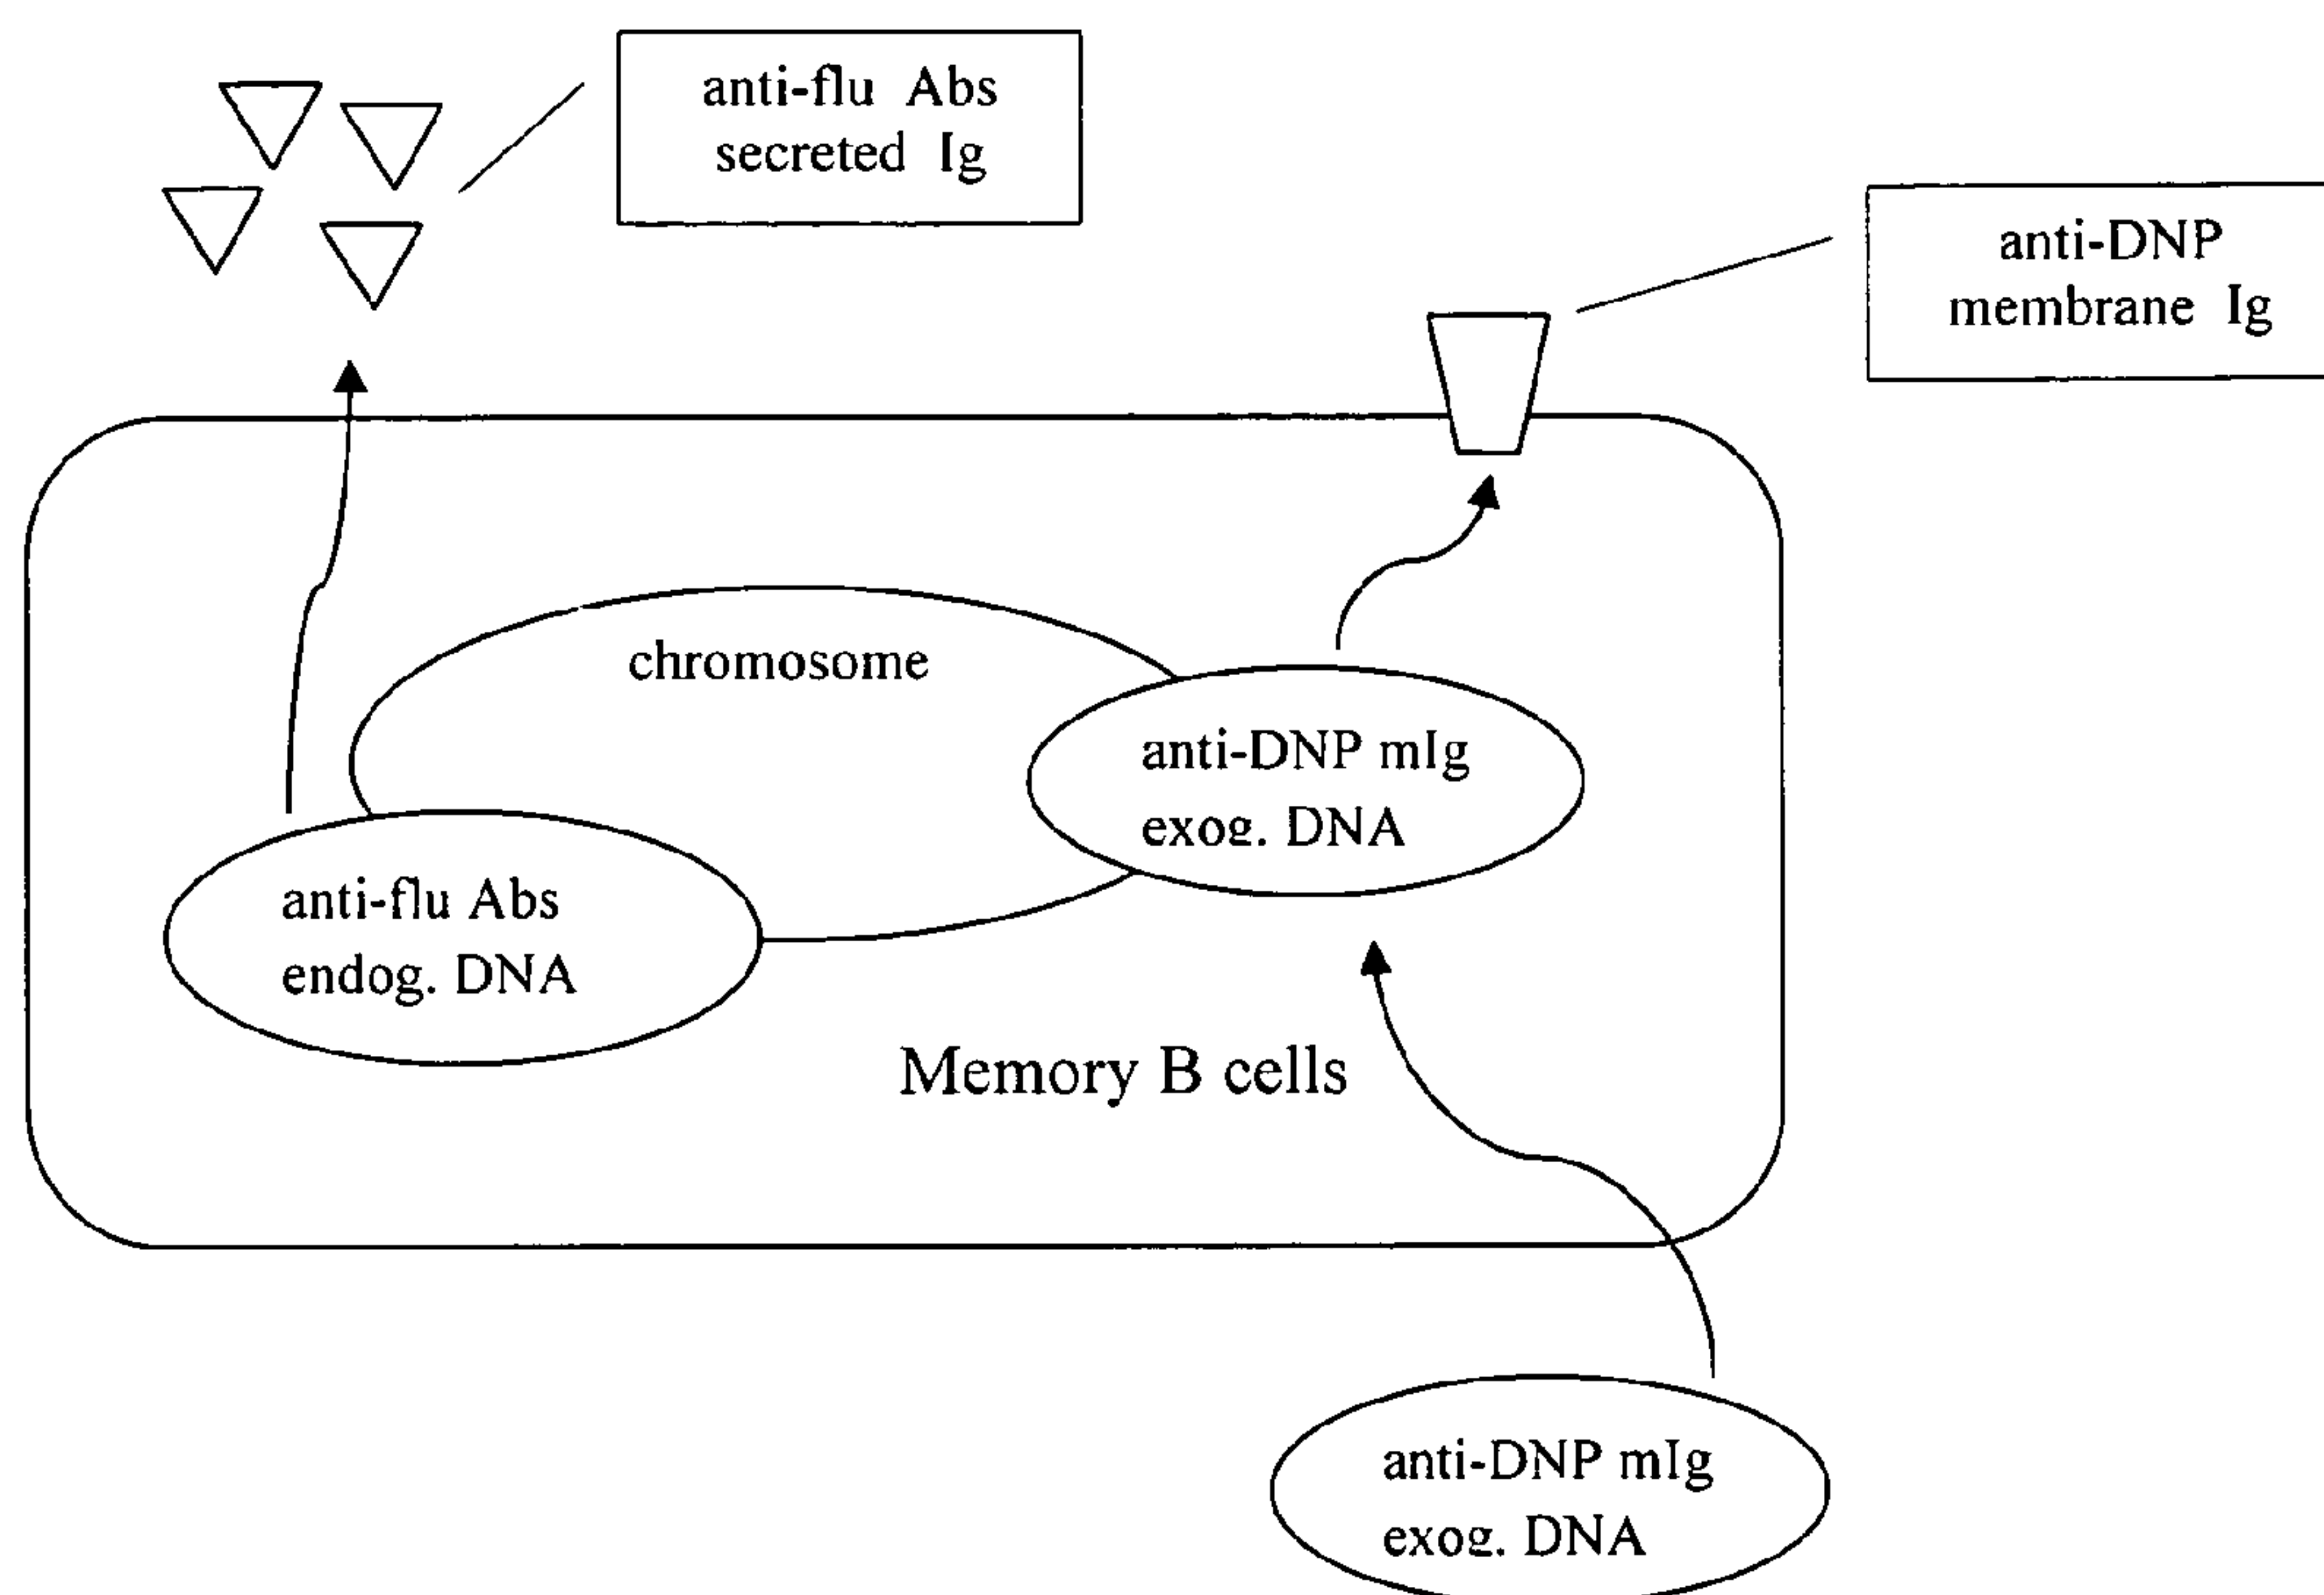 anti-flu Abs
secreted Ig
anti-DNP
membrane Ig
chromosome
anti-DNP mIg
exog. DNA
anti-flu Abs
endog. DNA
Memory B cells
anti-DNP mIg
exog. DNA